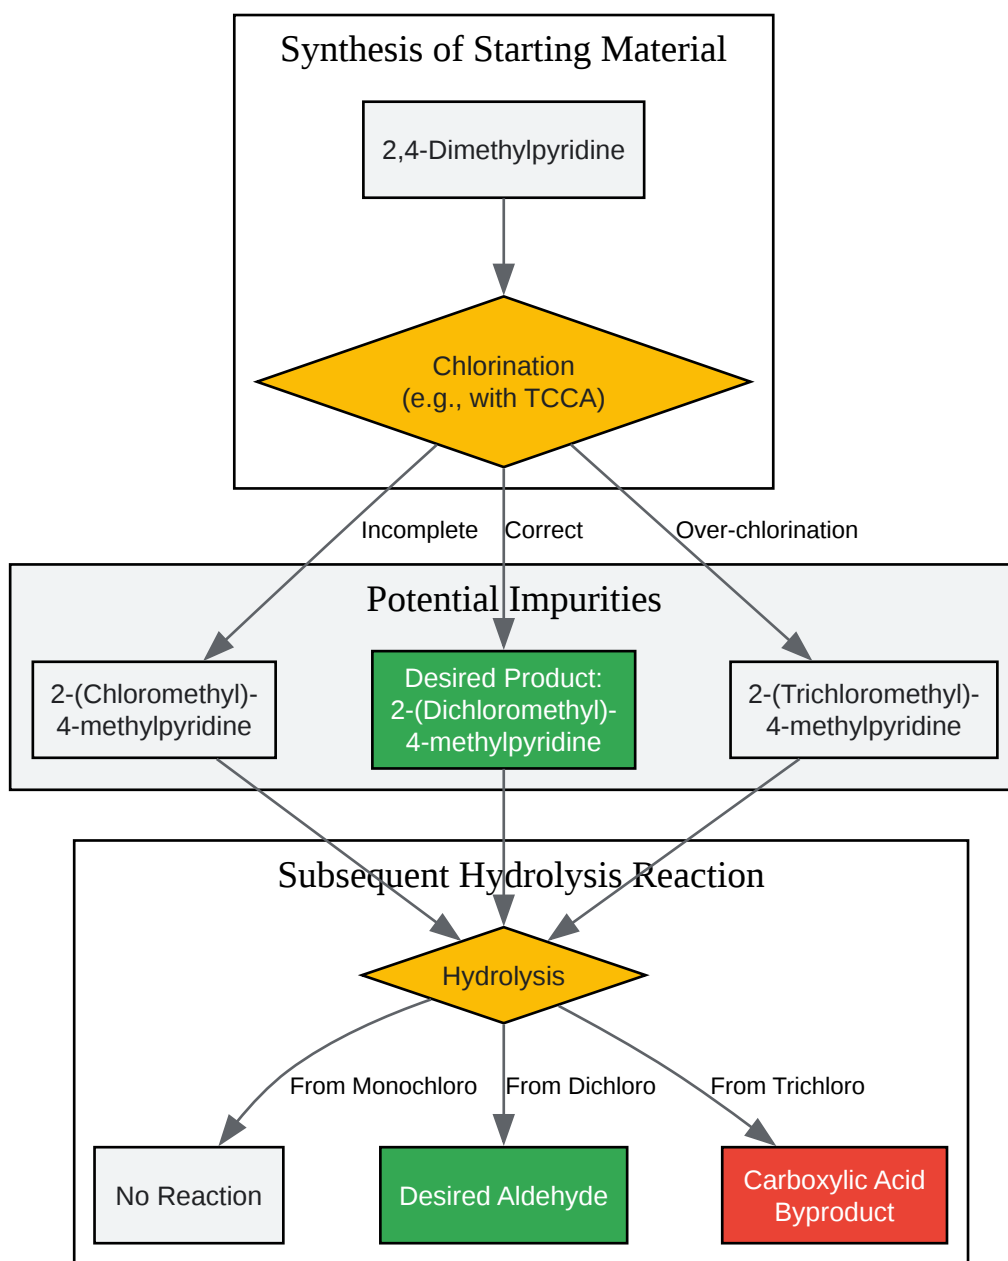 Synthesis of Starting Material
2,4-Dimethylpyridine
Chlorination
(e.g., with TCCA)
Incomplete
Correct
Over-chlorination
Potential Impurities
2-(Chloromethyl)-
4-methylpyridine
Desired Product:
2-(Dichloromethyl)-
4-methylpyridine
2-(Trichloromethyl)-
4-methylpyridine
Subsequent Hydrolysis Reaction
Hydrolysis
From Monochloro
From Dichloro
From Trichloro
No Reaction
Desired Aldehyde
Carboxylic Acid
Byproduct